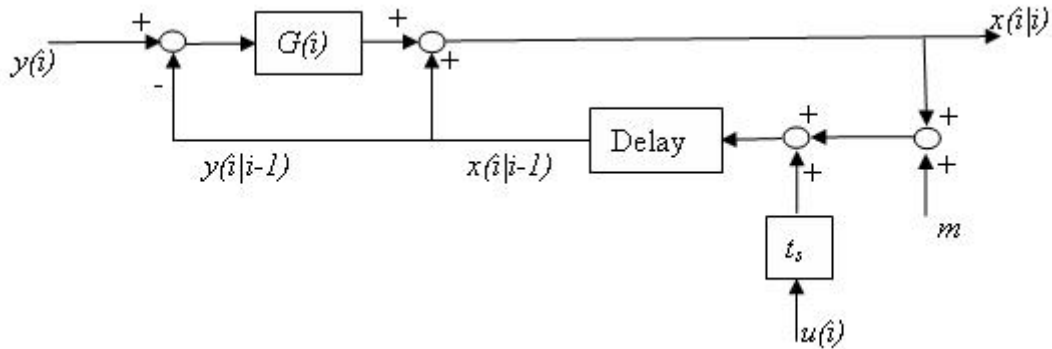 + G(i) + x(i|i)
y(i) +
- + +
Delay +
y(i|i-1) x(i|i-1) + +
t_s m
u(i)